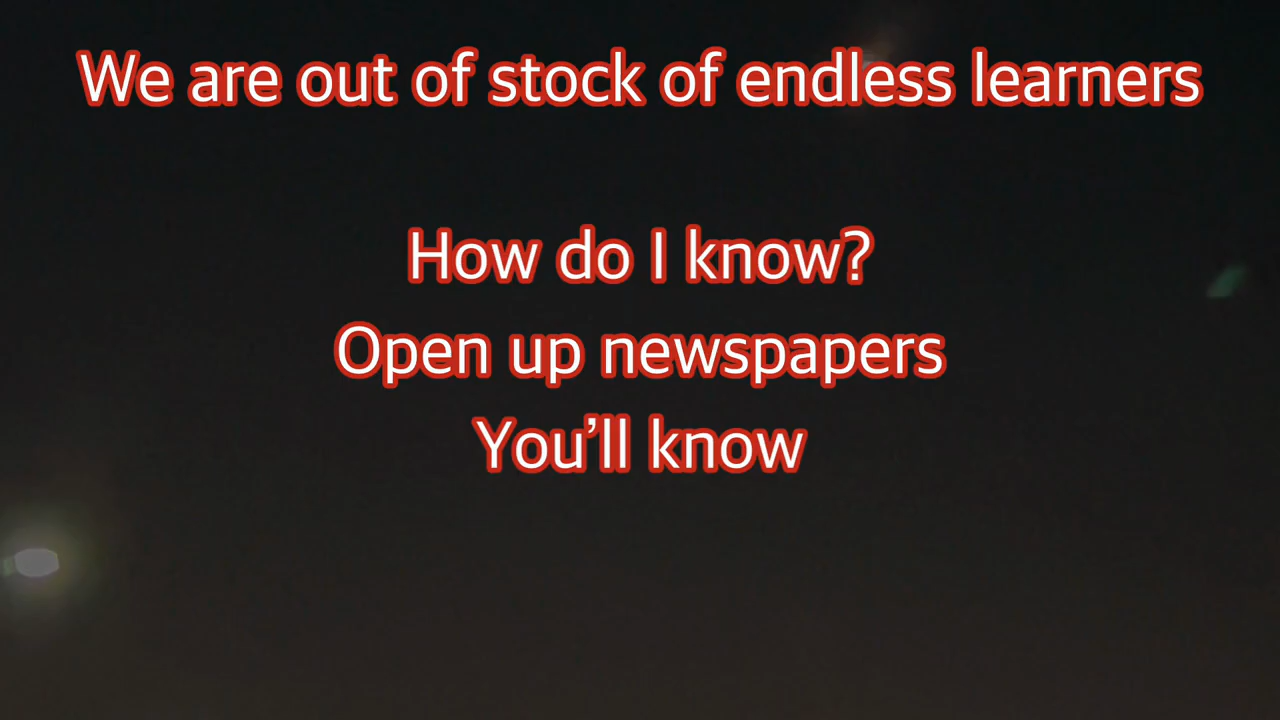 We are out of stock of endless learners
How do I know?
Open up newspapers
You’ll know